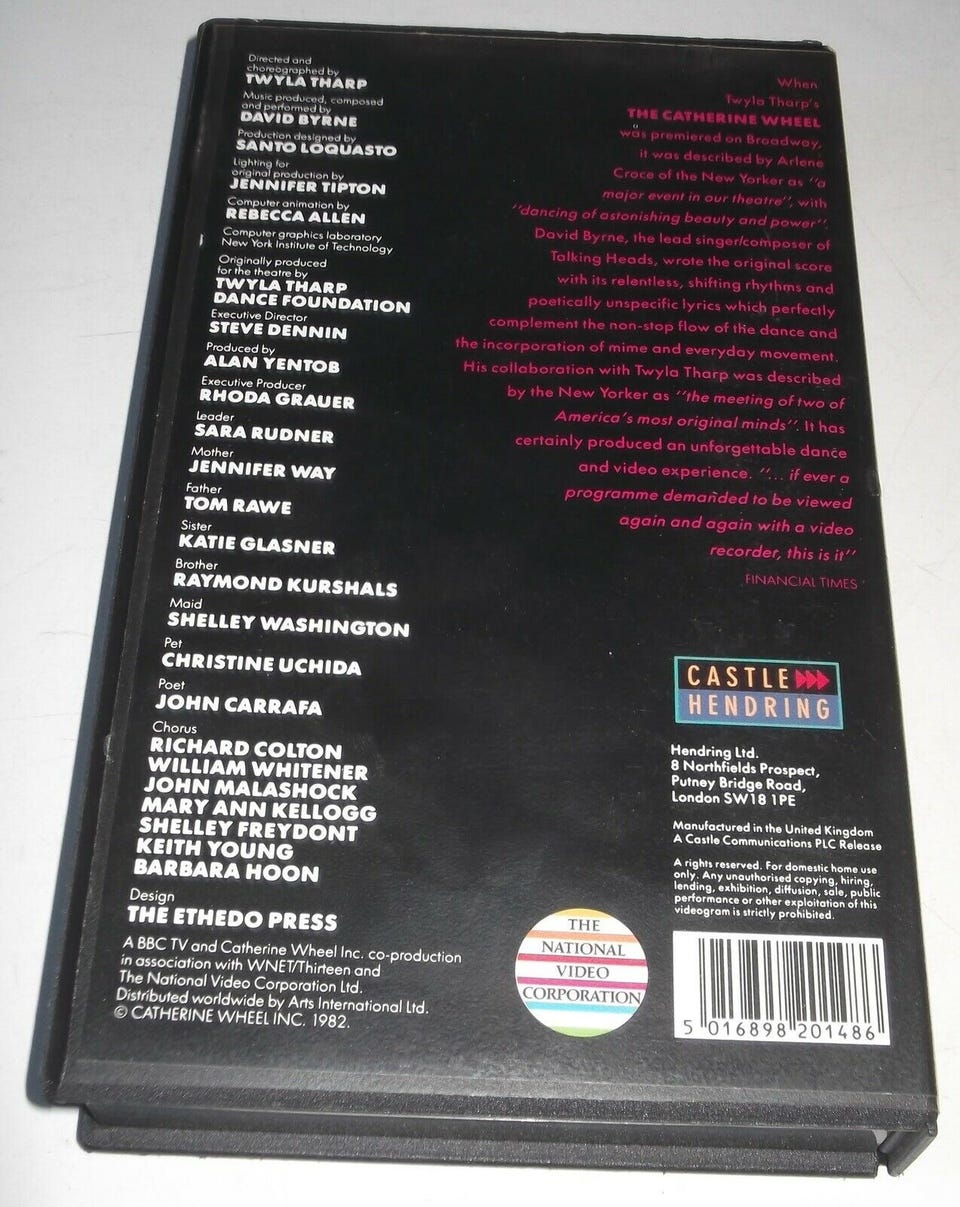 Directed and
choreographed by
TWYLA THARP
Music produced, composed
and performed by
DAVID BYRNE
Production designed by
SANTO LOQUASTO
Lighting for
original production by
JENNIFER TIPTON
Computer animation by
REBECCA ALLEN
Computer graphics laboratory
New York Institute of Technology
Originally produced
for the theatre by
TWYLA THARP
DANCE FOUNDATION
Executive Director
STEVE DENNIN
Produced by
ALAN YENTOB
Executive Producer
RHODA GRAUER
Leader
SARA RUDNER
Mother
JENNIFER WAY
Father
TOM RAWE
Sister
KATIE GLASNER
Brother
RAYMOND KURSHALS
Maid
SHELLEY WASHINGTON
Pet
CHRISTINE UCHIDA
Poet
JOHN CARRAFA
Chorus
RICHARD COLTON
WILLIAM WHITENER
JOHN MALASHOCK
MARY ANN KELLOGG
SHELLEY FREYDONT
KEITH YOUNG
BARBARA HOON
Design
THE ETHEDO PRESS
A BBC TV and Catherine Wheel Inc. co-production
in association with WNET/Thirteen and
The National Video Corporation Ltd.
Distributed worldwide by Arts International Ltd.
© CATHERINE WHEEL INC. 1982.
When
Twyla Tharp's
THE CATHERINE WHEEL
was premiered on Broadway,
it was described by Arlene
Croce of the New Yorker as "a
major event in our theatre", with
"dancing of astonishing beauty and power".
David Byrne, the lead singer/composer of
Talking Heads, wrote the original score
with its relentless, shifting rhythms and
poetically unspecific lyrics which perfectly
complement the non-stop flow of the dance and
the incorporation of mime and everyday movement.
His collaboration with Twyla Tharp was described
by the New Yorker as "the meeting of two of
America's most original minds". It has
certainly produced an unforgettable dance
and video experience. "... if ever a
programme demanded to be viewed
again and again with a video
recorder, this is it"
FINANCIAL TIMES
CASTLE
HENDRING
Hendring Ltd.
8 Northfields Prospect,
Putney Bridge Road,
London SW18 1PE
Manufactured in the United Kingdom
A Castle Communications PLC Release
A rights reserved. For domestic home use
only. Any unauthorised copying, hiring,
lending, exhibition, diffusion, sale, public
performance or other exploitation of this
videogram is strictly prohibited.
THE
NATIONAL
VIDEO
CORPORATION
5 016898 201486